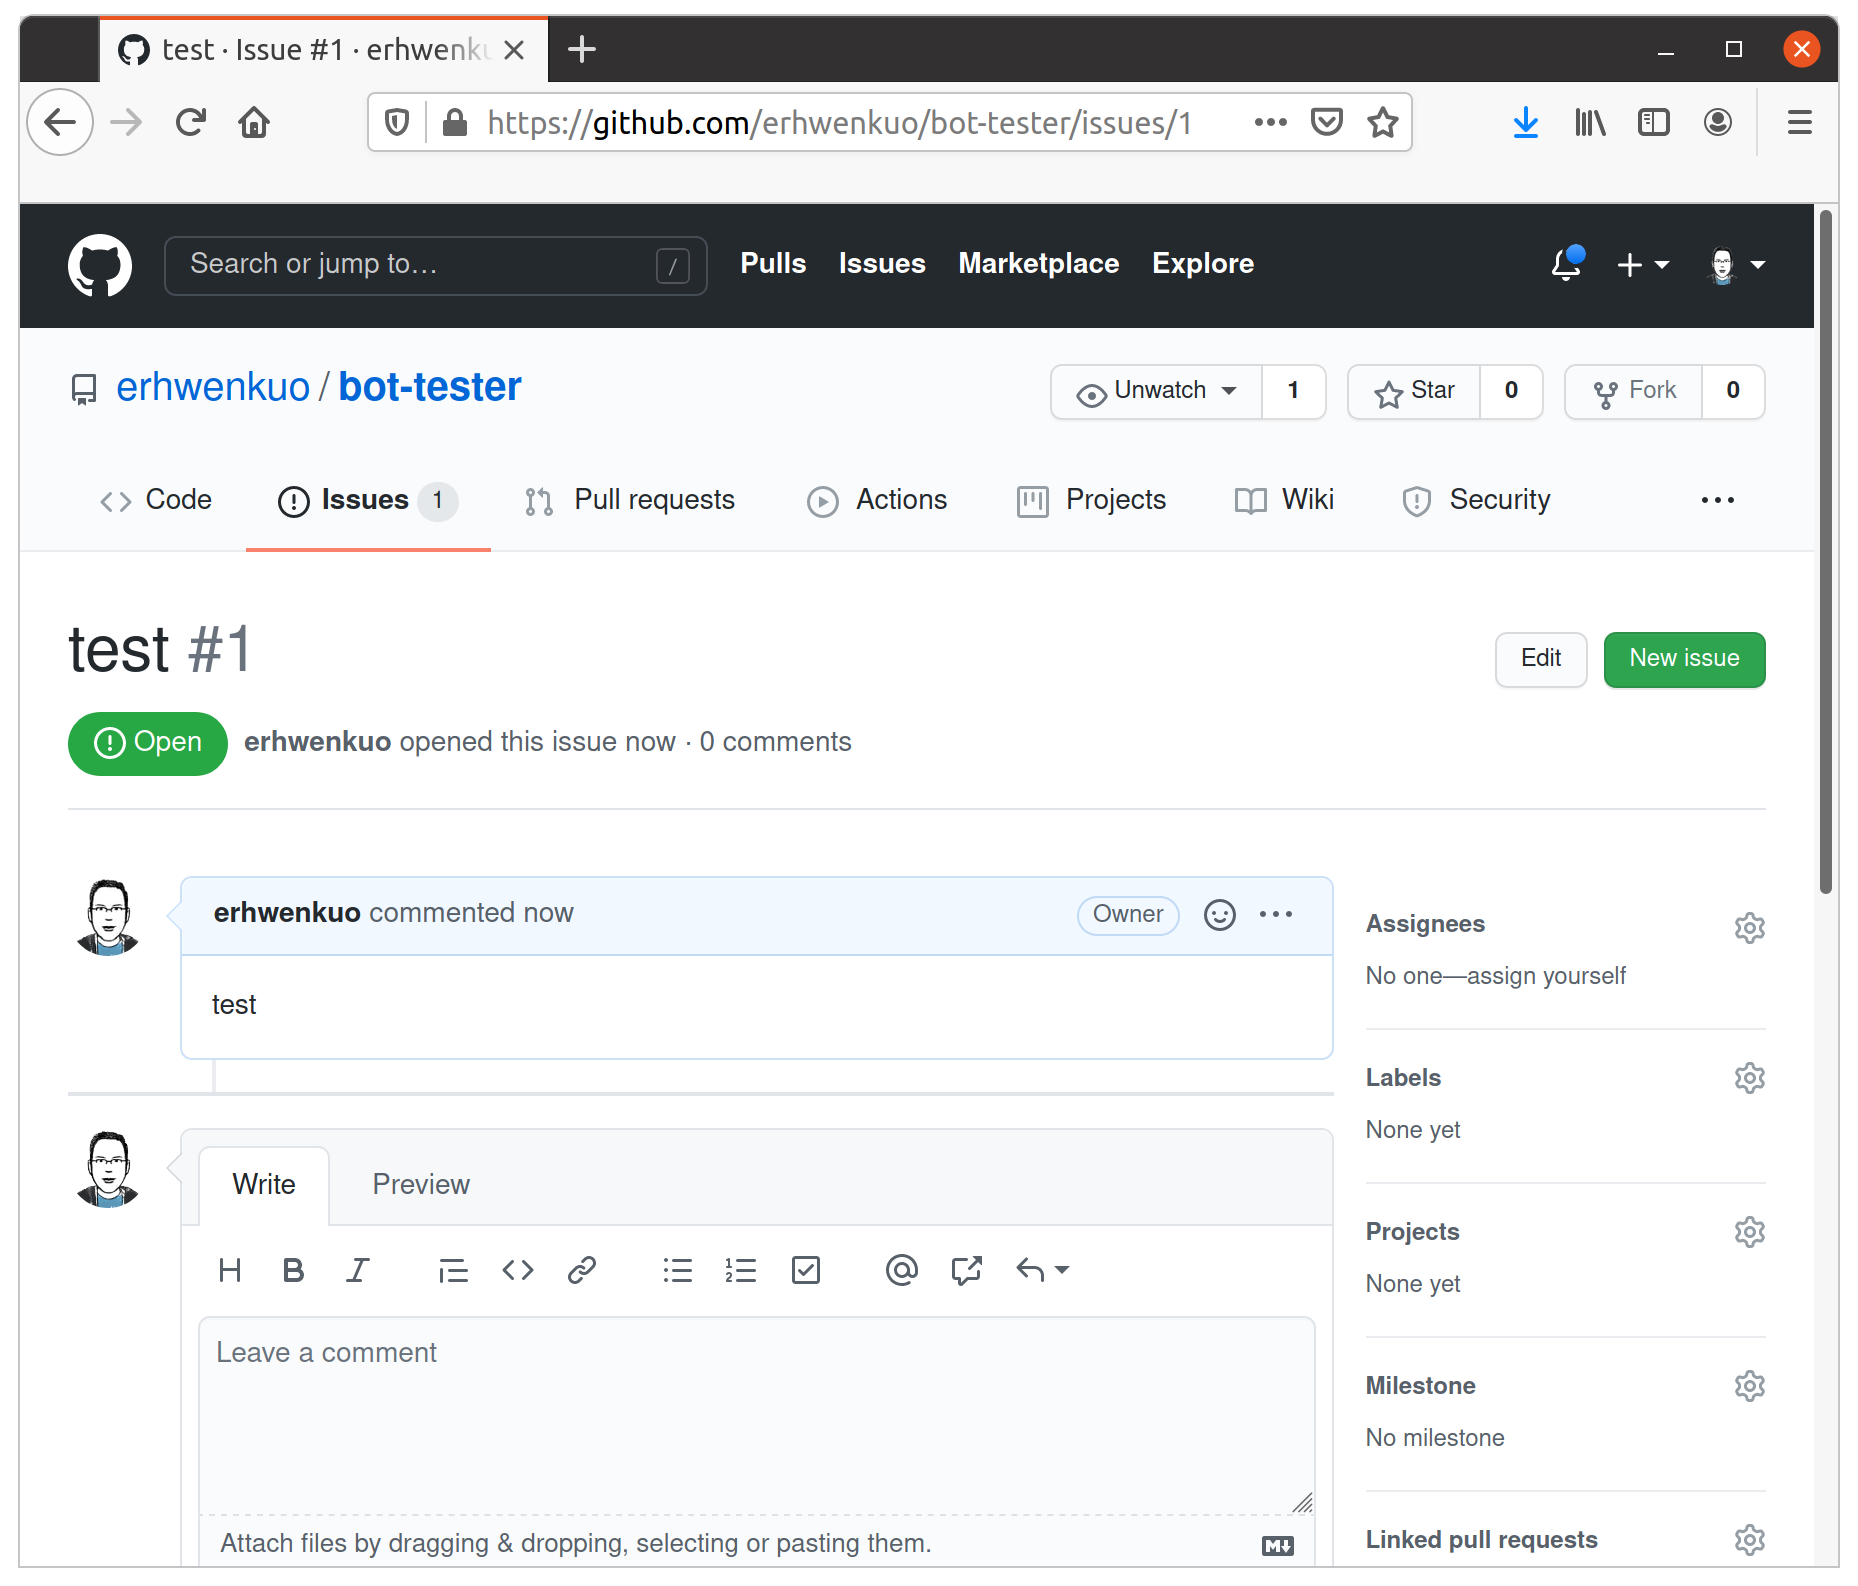 test · Issue #1 · erhwenku
https://github.com/erhwenkuo/bot-tester/issues/1
Search or jump to… /
Pulls Issues Marketplace Explore
erhwenkuo / bot-tester
Unwatch 1 Star 0 Fork 0
Code Issues 1 Pull requests Actions Projects Wiki Security
test #1
Edit New issue
Open erhwenkuo opened this issue now · 0 comments
erhwenkuo commented now Owner
test
Assignees
No one—assign yourself
Labels
None yet
Projects
None yet
Milestone
No milestone
Linked pull requests
Write Preview
Leave a comment
Attach files by dragging & dropping, selecting or pasting them.